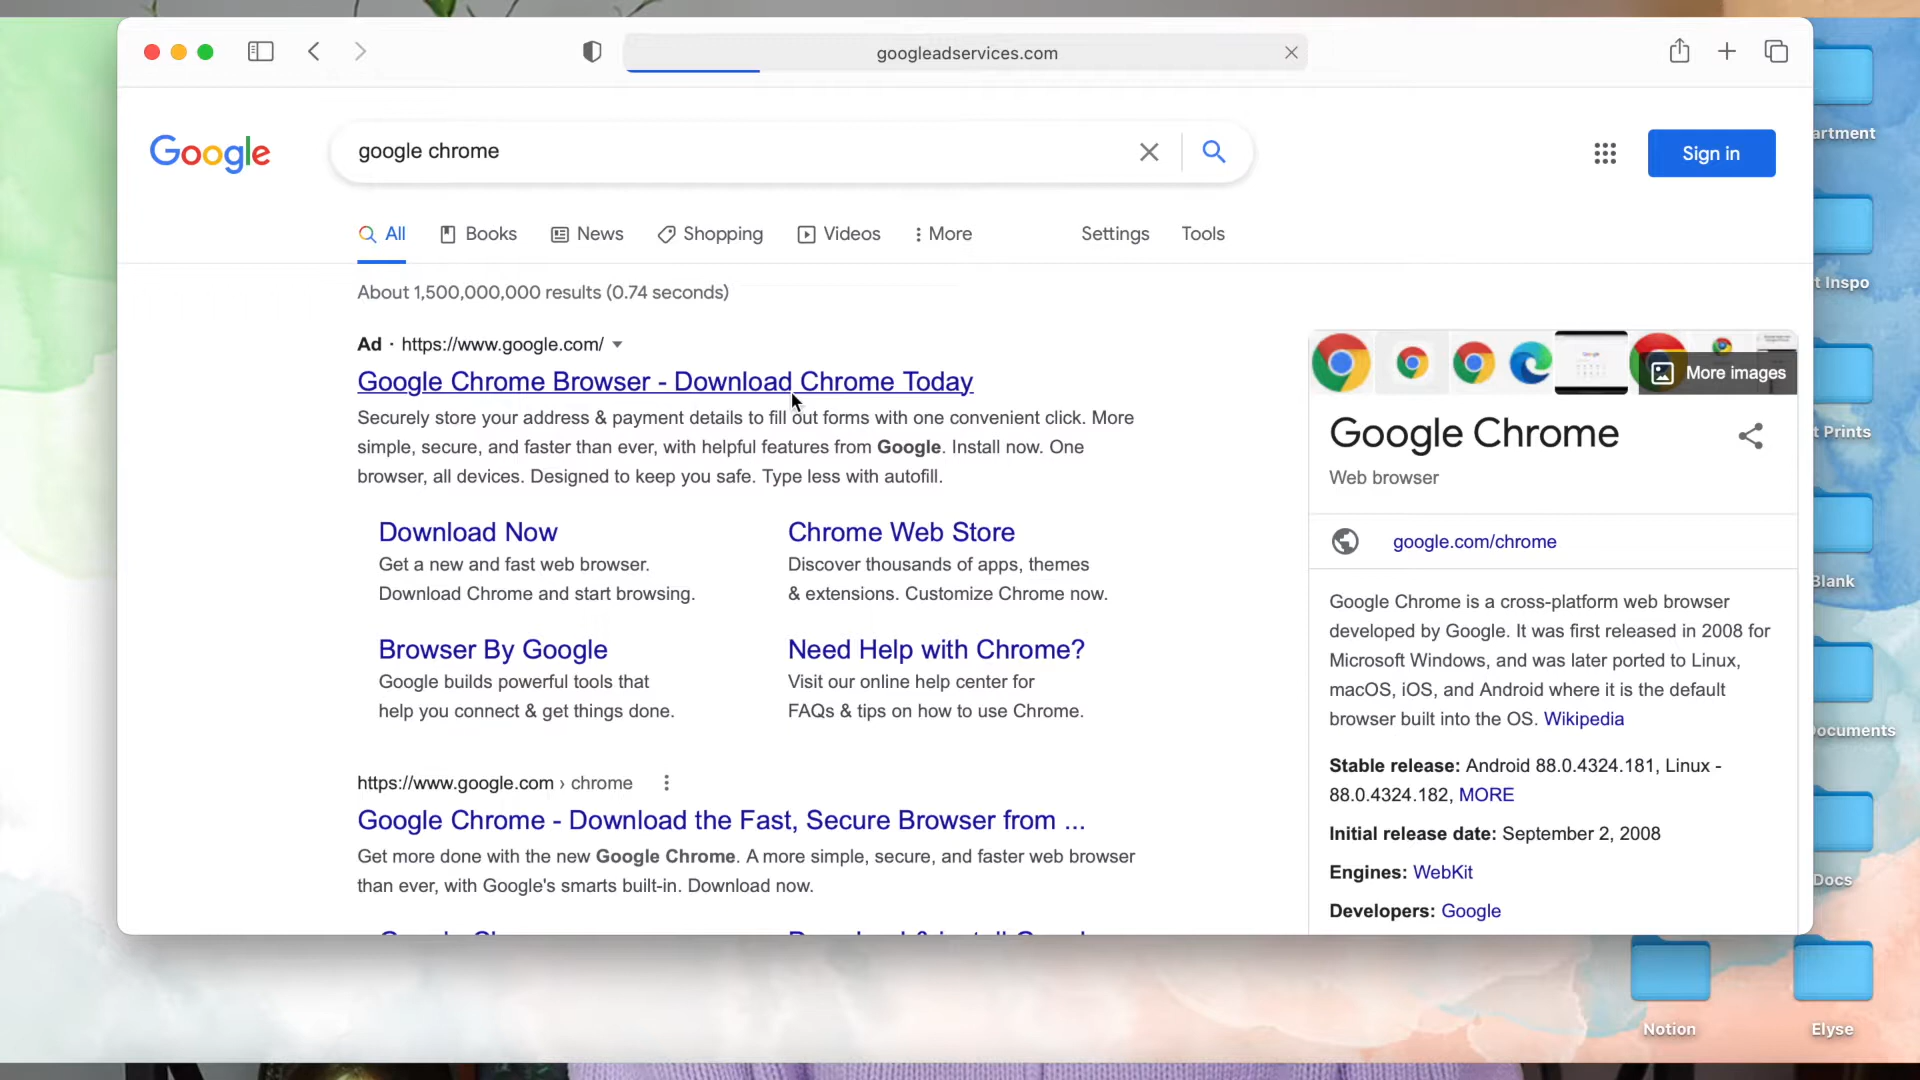 googleadservices.com
Google
google chrome
Sign in
All
Books
News
Shopping
Videos
More
Settings
Tools
About 1,500,000,000 results (0.74 seconds)
Ad · https://www.google.com/
Google Chrome Browser - Download Chrome Today
Securely store your address & payment details to fill out forms with one convenient click. More
simple, secure, and faster than ever, with helpful features from Google. Install now. One
browser, all devices. Designed to keep you safe. Type less with autofill.
Download Now
Get a new and fast web browser.
Download Chrome and start browsing.
Chrome Web Store
Discover thousands of apps, themes
& extensions. Customize Chrome now.
Browser By Google
Google builds powerful tools that
help you connect & get things done.
Need Help with Chrome?
Visit our online help center for
FAQs & tips on how to use Chrome.
https://www.google.com › chrome
Google Chrome - Download the Fast, Secure Browser from ...
Get more done with the new Google Chrome. A more simple, secure, and faster web browser
than ever, with Google's smarts built-in. Download now.
More images
Google Chrome
Web browser
google.com/chrome
Google Chrome is a cross-platform web browser
developed by Google. It was first released in 2008 for
Microsoft Windows, and was later ported to Linux,
macOS, iOS, and Android where it is the default
browser built into the OS. Wikipedia
Stable release: Android 88.0.4324.181, Linux -
88.0.4324.182, MORE
Initial release date: September 2, 2008
Engines: WebKit
Developers: Google
artment
t Inspo
t Prints
Blank
ocuments
Docs
Notion
Elyse